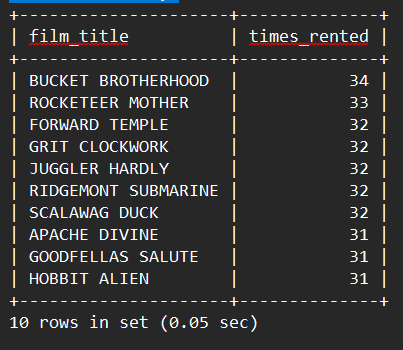 +----------------------+--------------+
| film_title           | times_rented |
+----------------------+--------------+
| BUCKET BROTHERHOOD   |           34 |
| ROCKETEER MOTHER     |           33 |
| FORWARD TEMPLE       |           32 |
| GRIT CLOCKWORK       |           32 |
| JUGGLER HARDLY       |           32 |
| RIDGEMONT SUBMARINE  |           32 |
| SCALAWAG DUCK        |           32 |
| APACHE DIVINE        |           31 |
| GOODFELLAS SALUTE    |           31 |
| HOBBIT ALIEN         |           31 |
+----------------------+--------------+
10 rows in set (0.05 sec)